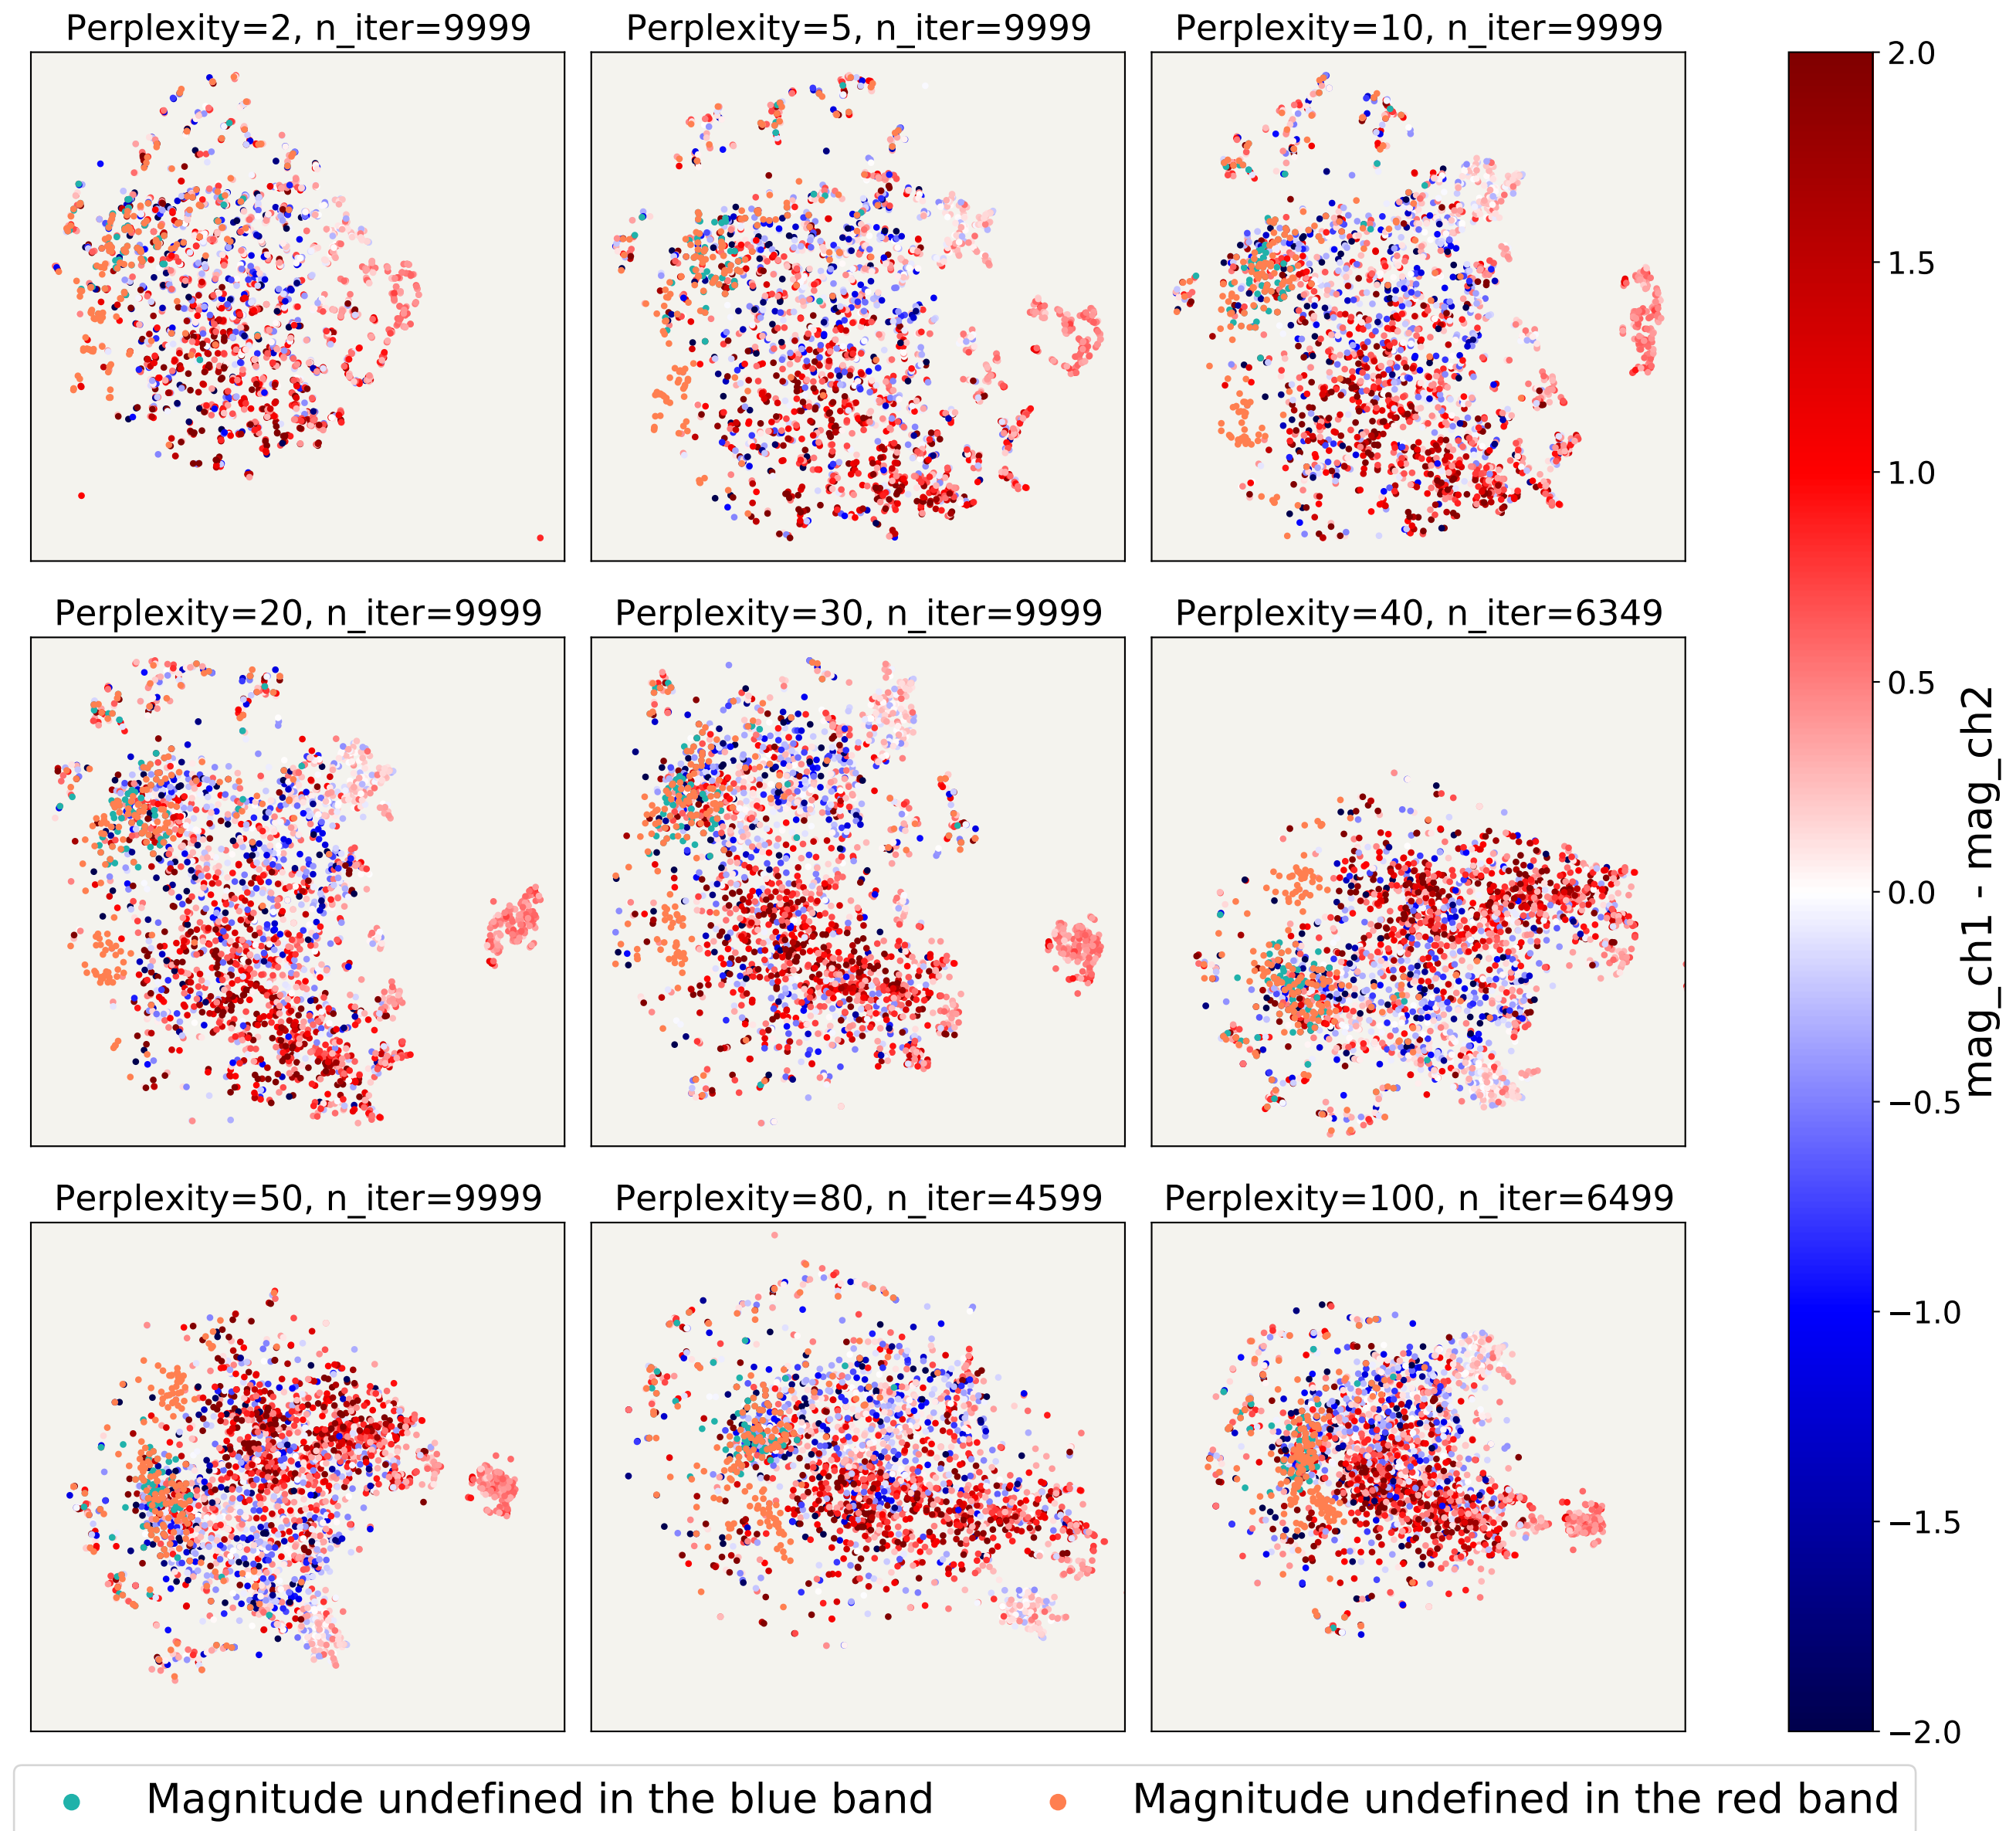 Perplexity=2, n_iter=9999
Perplexity=5, n_iter=9999
Perplexity=10, n_iter=9999
Perplexity=20, n_iter=9999
Perplexity=30, n_iter=9999
Perplexity=40, n_iter=6349
Perplexity=50, n_iter=9999
Perplexity=80, n_iter=4599
Perplexity=100, n_iter=6499
2.0
1.5
1.0
0.5
0.0
−0.5
−1.0
−1.5
−2.0
mag_ch1 - mag_ch2
Magnitude undefined in the blue band
Magnitude undefined in the red band